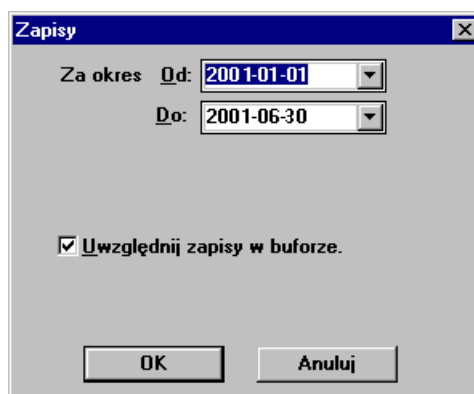 Zapisy
Za okres Od: 2001-01-01
Do: 2001-06-30
Uwzględnij zapisy w buforze.
OK Anuluj